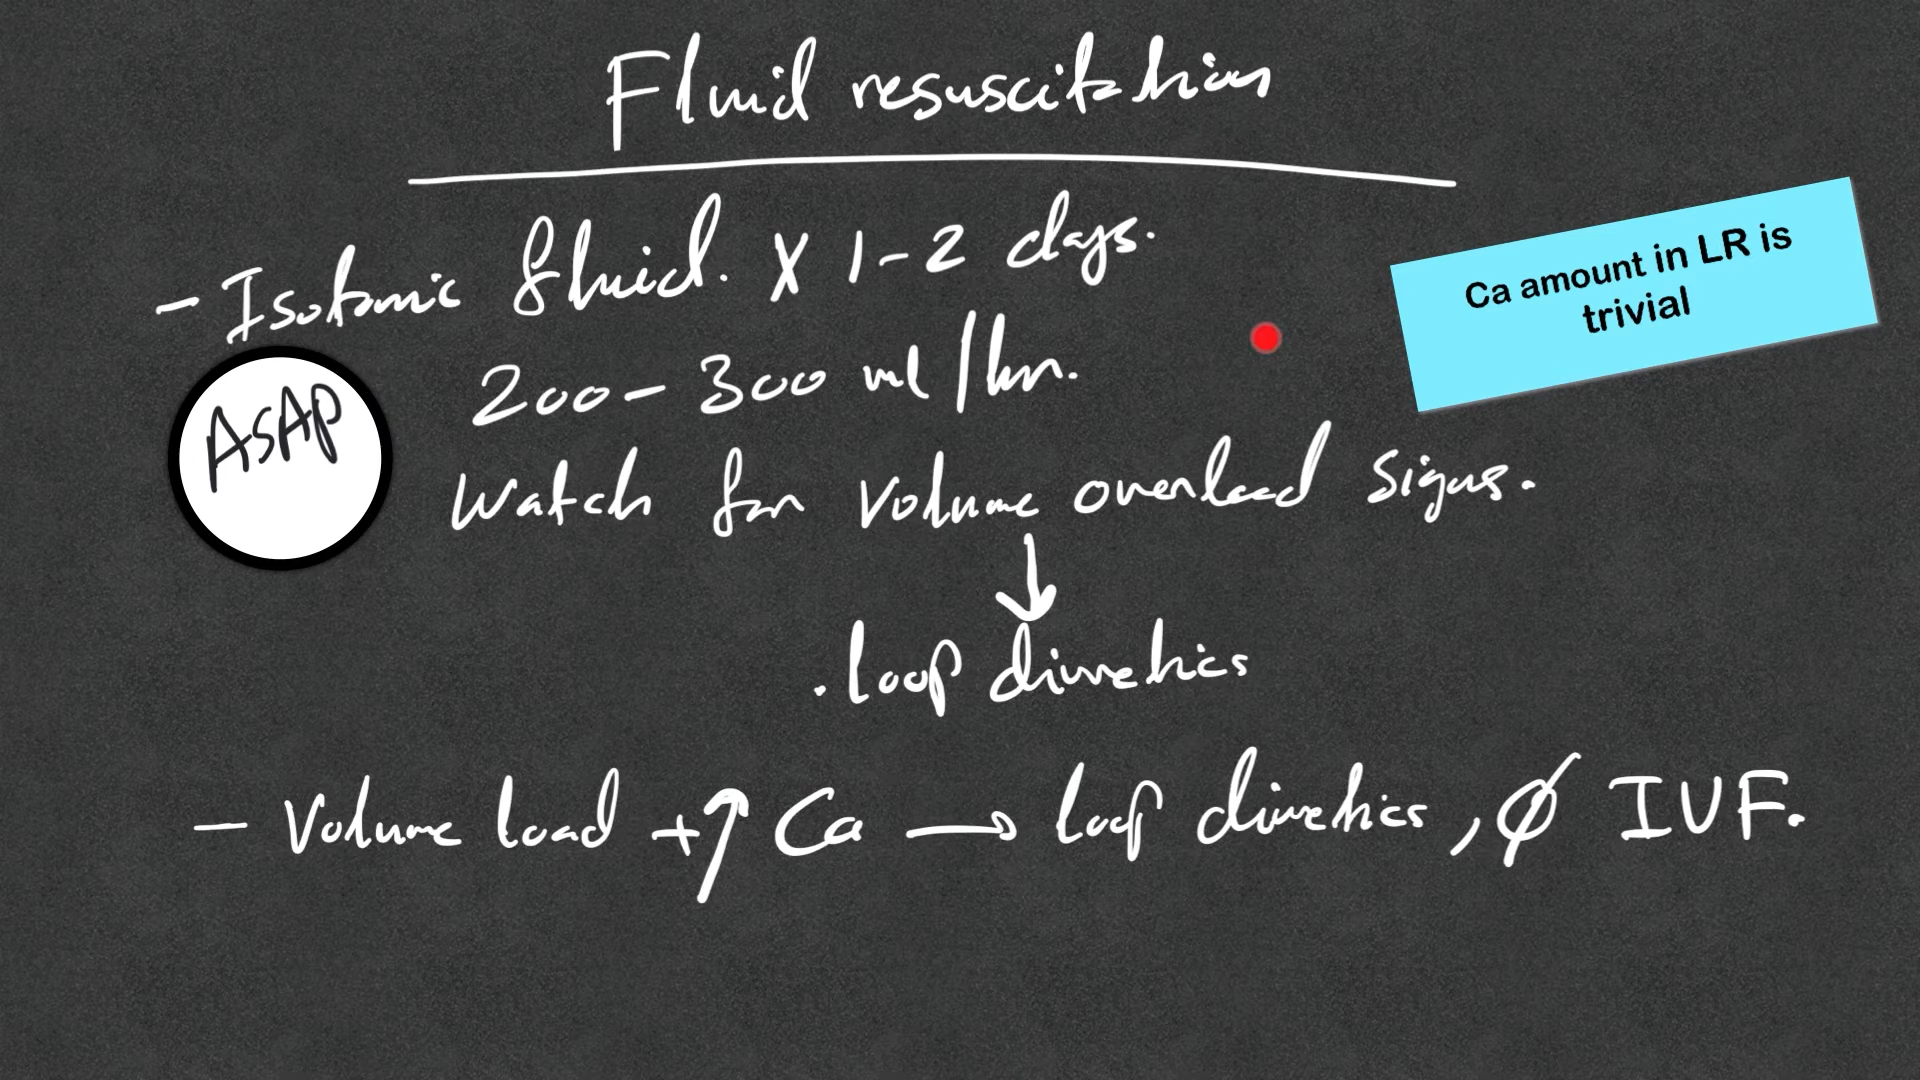 Fluid resuscitation
- Isotonic fluid. X 1-2 days.
Ca amount in LR is
trivial
200-300 ml/hr.
ASAP
Watch for volume overload signs.
↓
. loop diuretics
- Volume load + ↑ Ca → loop diuretics, ∅ IVF.